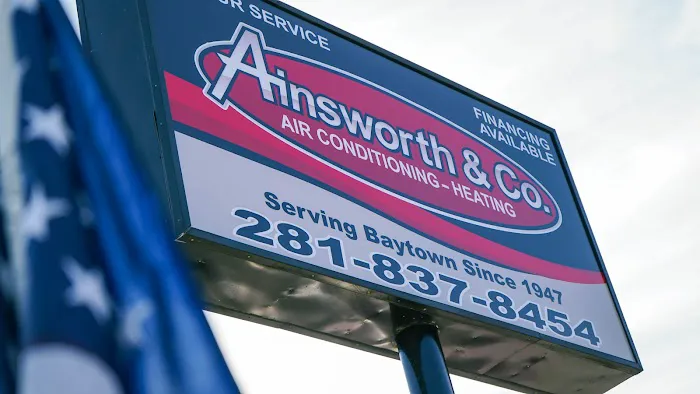 SERVICE
Ainsworth & Co.
AIR CONDITIONING - HEATING
FINANCING
AVAILABLE
Serving Baytown Since 1947
281-837-8454